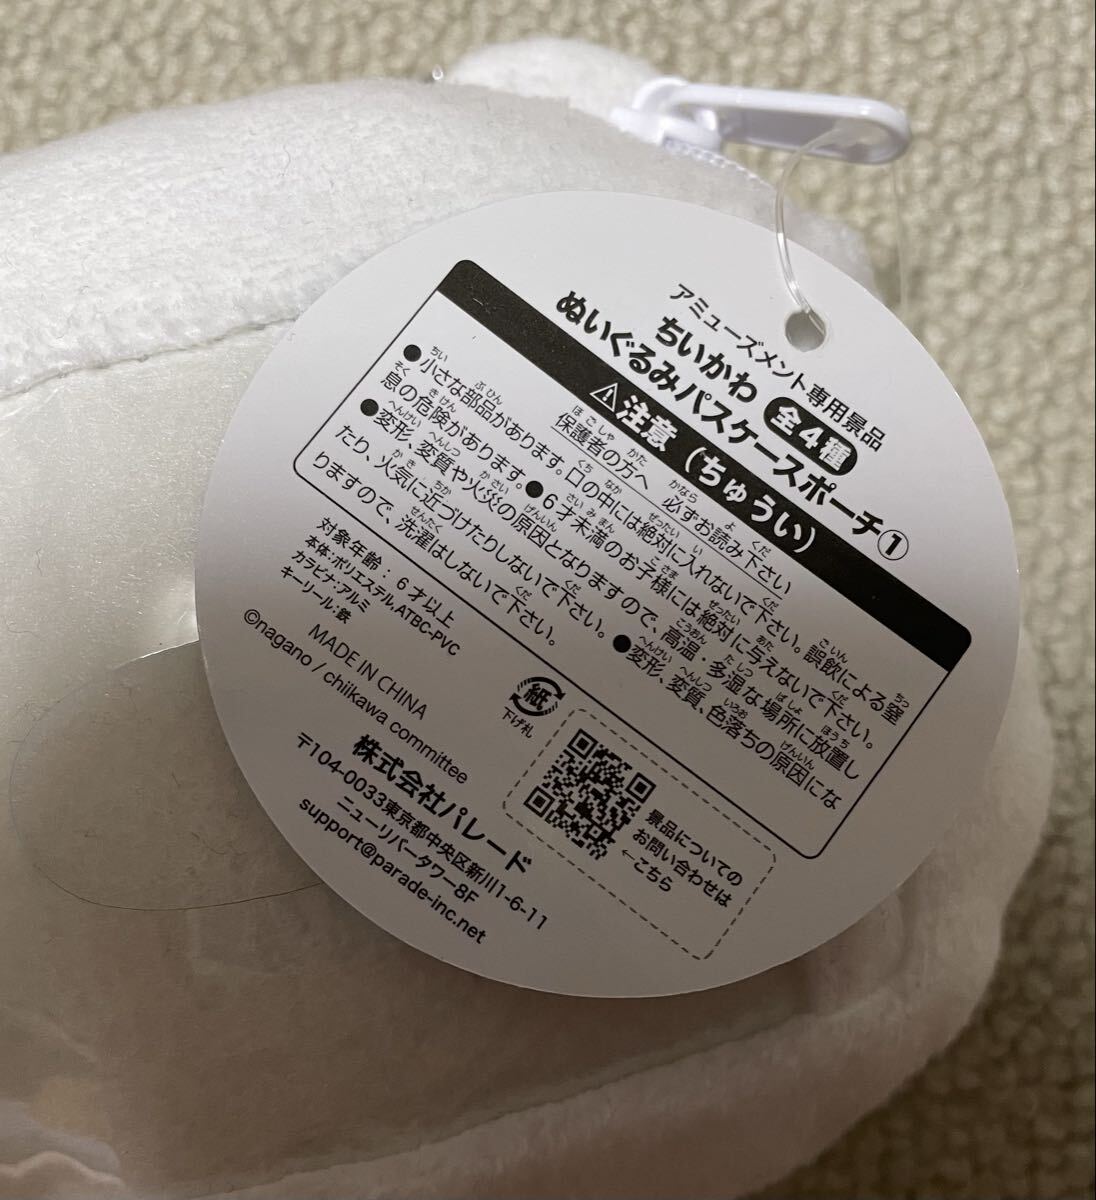 アミューズメント専用景品
ちいかわ 全4種
ぬいぐるみパスケースポーチ①
⚠注意(ちゅうい)
保護者の方へ 必ずお読み下さい
●小さな部品があります。口の中には絶対に入れないで下さい。誤飲による窒
息の危険があります。●6才未満のお子様には絶対に与えないで下さい。
●変形、変質や火災の原因となりますので、高温・多湿な場所に放置し
たり、火気に近づけたりしないで下さい。●変形、変質、色落ちの原因にな
りますので、洗濯はしないで下さい。
対象年齢:6才以上
本体:ポリエステル,ATBC-PVC
カラビナ:アルミ
キーリール:鉄
MADE IN CHINA
©nagano / chiikawa committee
紙
下げ札
株式会社パレード
〒104-0033東京都中央区新川1-6-11
ニューリバータワー8F
support@parade-inc.net
景品についての
お問い合わせは
←こちら